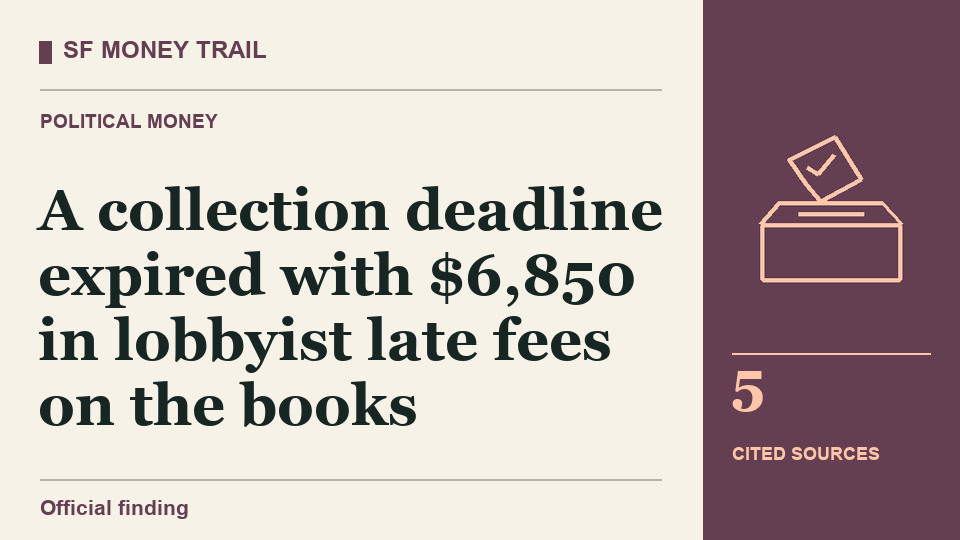 SF MONEY TRAIL
POLITICAL MONEY
A collection deadline
expired with $6,850
in lobbyist late fees
on the books
Official finding
5
CITED SOURCES